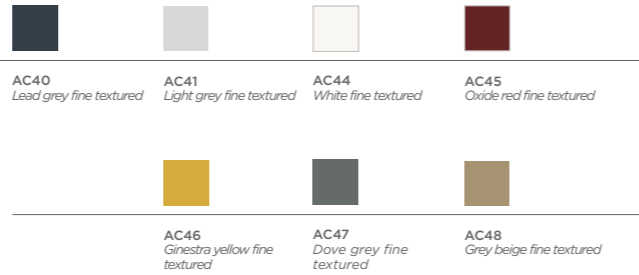 AC40
Lead grey fine textured
AC41
Light grey fine textured
AC44
White fine textured
AC45
Oxide red fine textured
AC46
Ginestra yellow fine
textured
AC47
Dove grey fine
textured
AC48
Grey beige fine textured